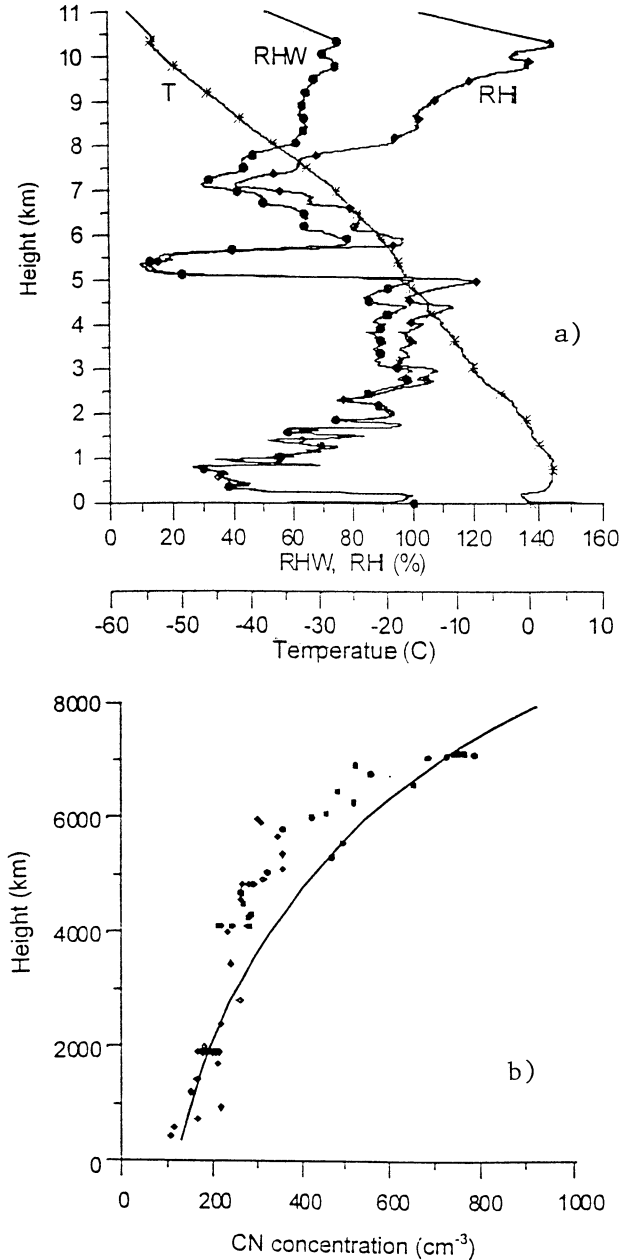 11
10
9
8
7
6
5
4
3
2
1
0
Height (km)
RHW
RHI
T
a)
0 20 40 60 80 100 120 140 160
RHW, RH (%)
-60 -50 -40 -30 -20 -10 0 10
Temperatue (C)
8000
6000
4000
2000
0
Height (km)
b)
0 200 400 600 800 1000
CN concentration (cm⁻³)